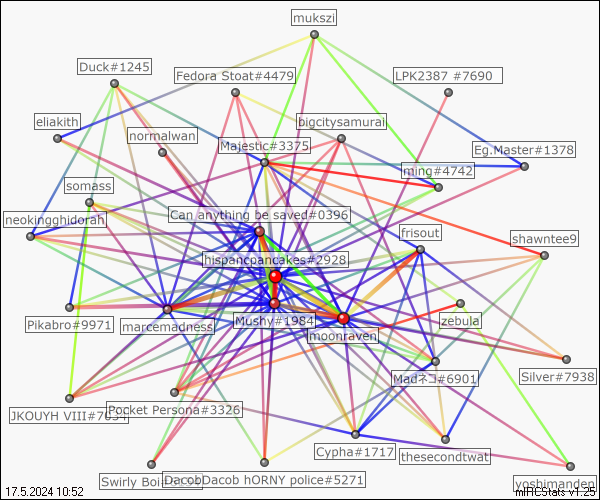 mukszi
Duck#1245
Fedora Stoat#4479
LPK2387 #7690
eliakith
normalwan
bigcitysamurai
Majestic#3375
Eg.Master#1378
ming#4742
somass
neokingghidorah
Can anything be saved#0396
frisout
shawntee9
hispancpancakes#2928
Pikabro#9971
marcemadness
Mushy#1984
moonraven
zebula
Silver#7938
Madネコ#6901
JKOUYH VIII#7634
Pocket Persona#3326
Cypha#1717
thesecondtwat
Swirly Boi
DacobDacob hORNY police#5271
yoshimanden
17.5.2024 10:52
mIRCStats v1.25